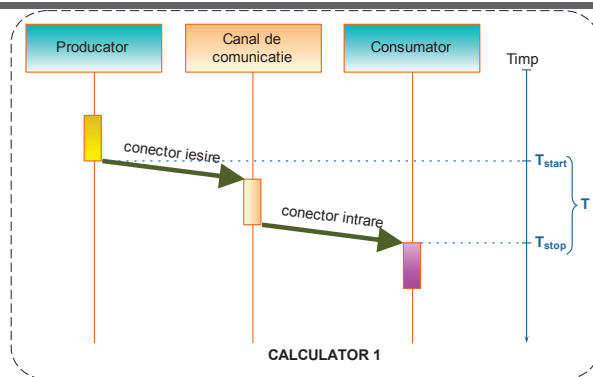 Producator
Canal de
comunicatie
Consumator
Timp
conector iesire
Tstart
conector intrare
T
Tstop
CALCULATOR 1